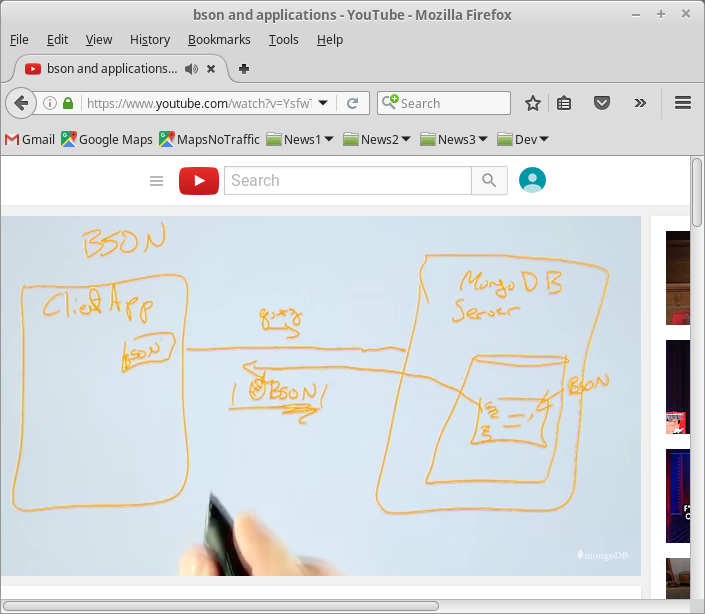 bson and applications - YouTube - Mozilla Firefox
File Edit View History Bookmarks Tools Help
bson and applications...
https://www.youtube.com/watch?v=Ysfw
Search
Gmail Google Maps MapsNoTraffic News1 News2 News3 Dev
Search
BSON
Client App
MongoDB
Server
BSON
BSON
BSON
mongoDB